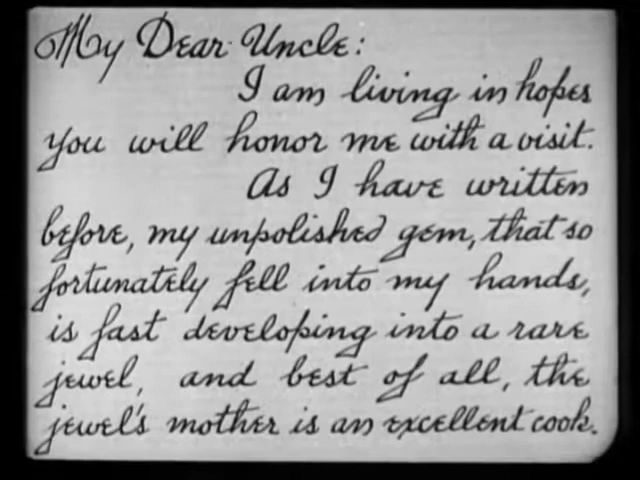 My Dear Uncle:
I am living in hopes
you will honor me with a visit.
As I have written
before, my unpolished gem, that so
fortunately fell into my hands,
is fast developing into a rare
jewel, and best of all, the
jewel's mother is an excellent cook.